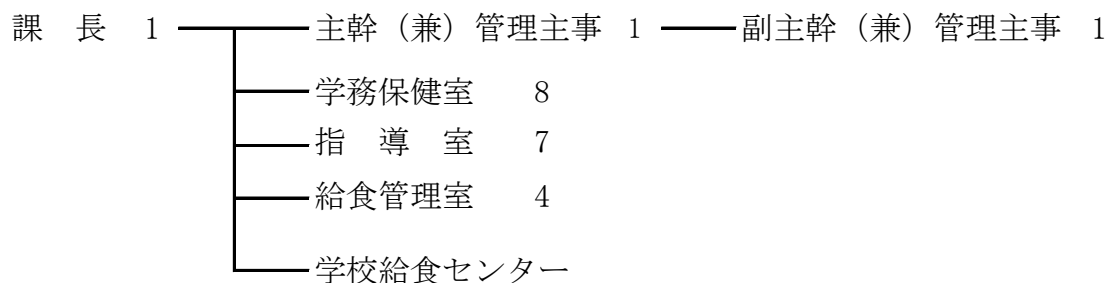 課　長　1　主幹（兼）管理主事　1　副主幹（兼）管理主事　1
学務保健室　8
指　導　室　7
給食管理室　4
学校給食センター